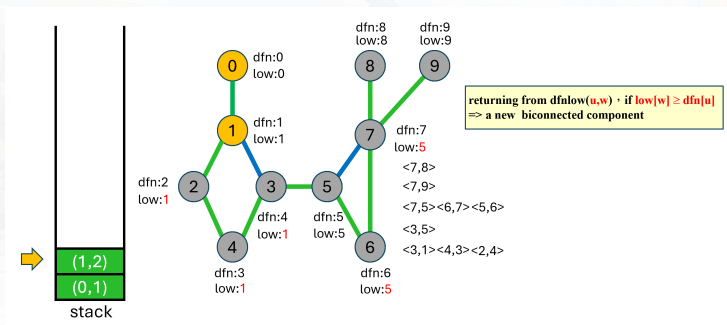 dfn:8
low:8
dfn:9
low:9
dfn:0
low:0
0
8
9
dfn:1
low:1
1
returning from dfnlow(u,w),if low[w] ≥ dfn[u]
=> a new biconnected component
7
dfn:7
low:5
<7,8>
<7,9>
<7,5><6,7><5,6>
<3,5>
<3,1><4,3><2,4>
dfn:2
low:1
2
3
5
dfn:4
low:1
dfn:5
low:5
4
6
dfn:3
low:1
dfn:6
low:5
(1,2)
(0,1)
stack